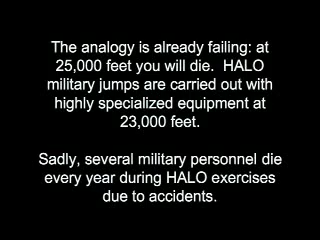 The analogy is already failing: at
25,000 feet you will die.  HALO
military jumps are carried out with
highly specialized equipment at
23,000 feet.

Sadly, several military personnel die
every year during HALO exercises
due to accidents.